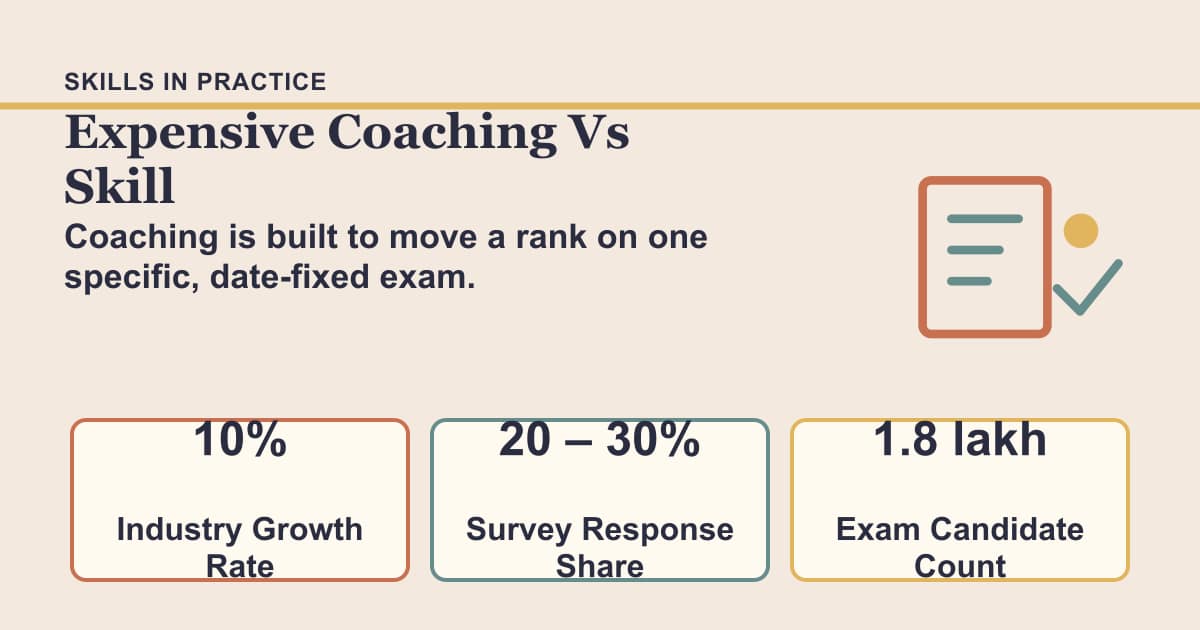 SKILLS IN PRACTICE
Expensive Coaching Vs
Skill
Coaching is built to move a rank on one
specific, date-fixed exam.
10%
Industry Growth
Rate
20 – 30%
Survey Response
Share
1.8 lakh
Exam Candidate
Count